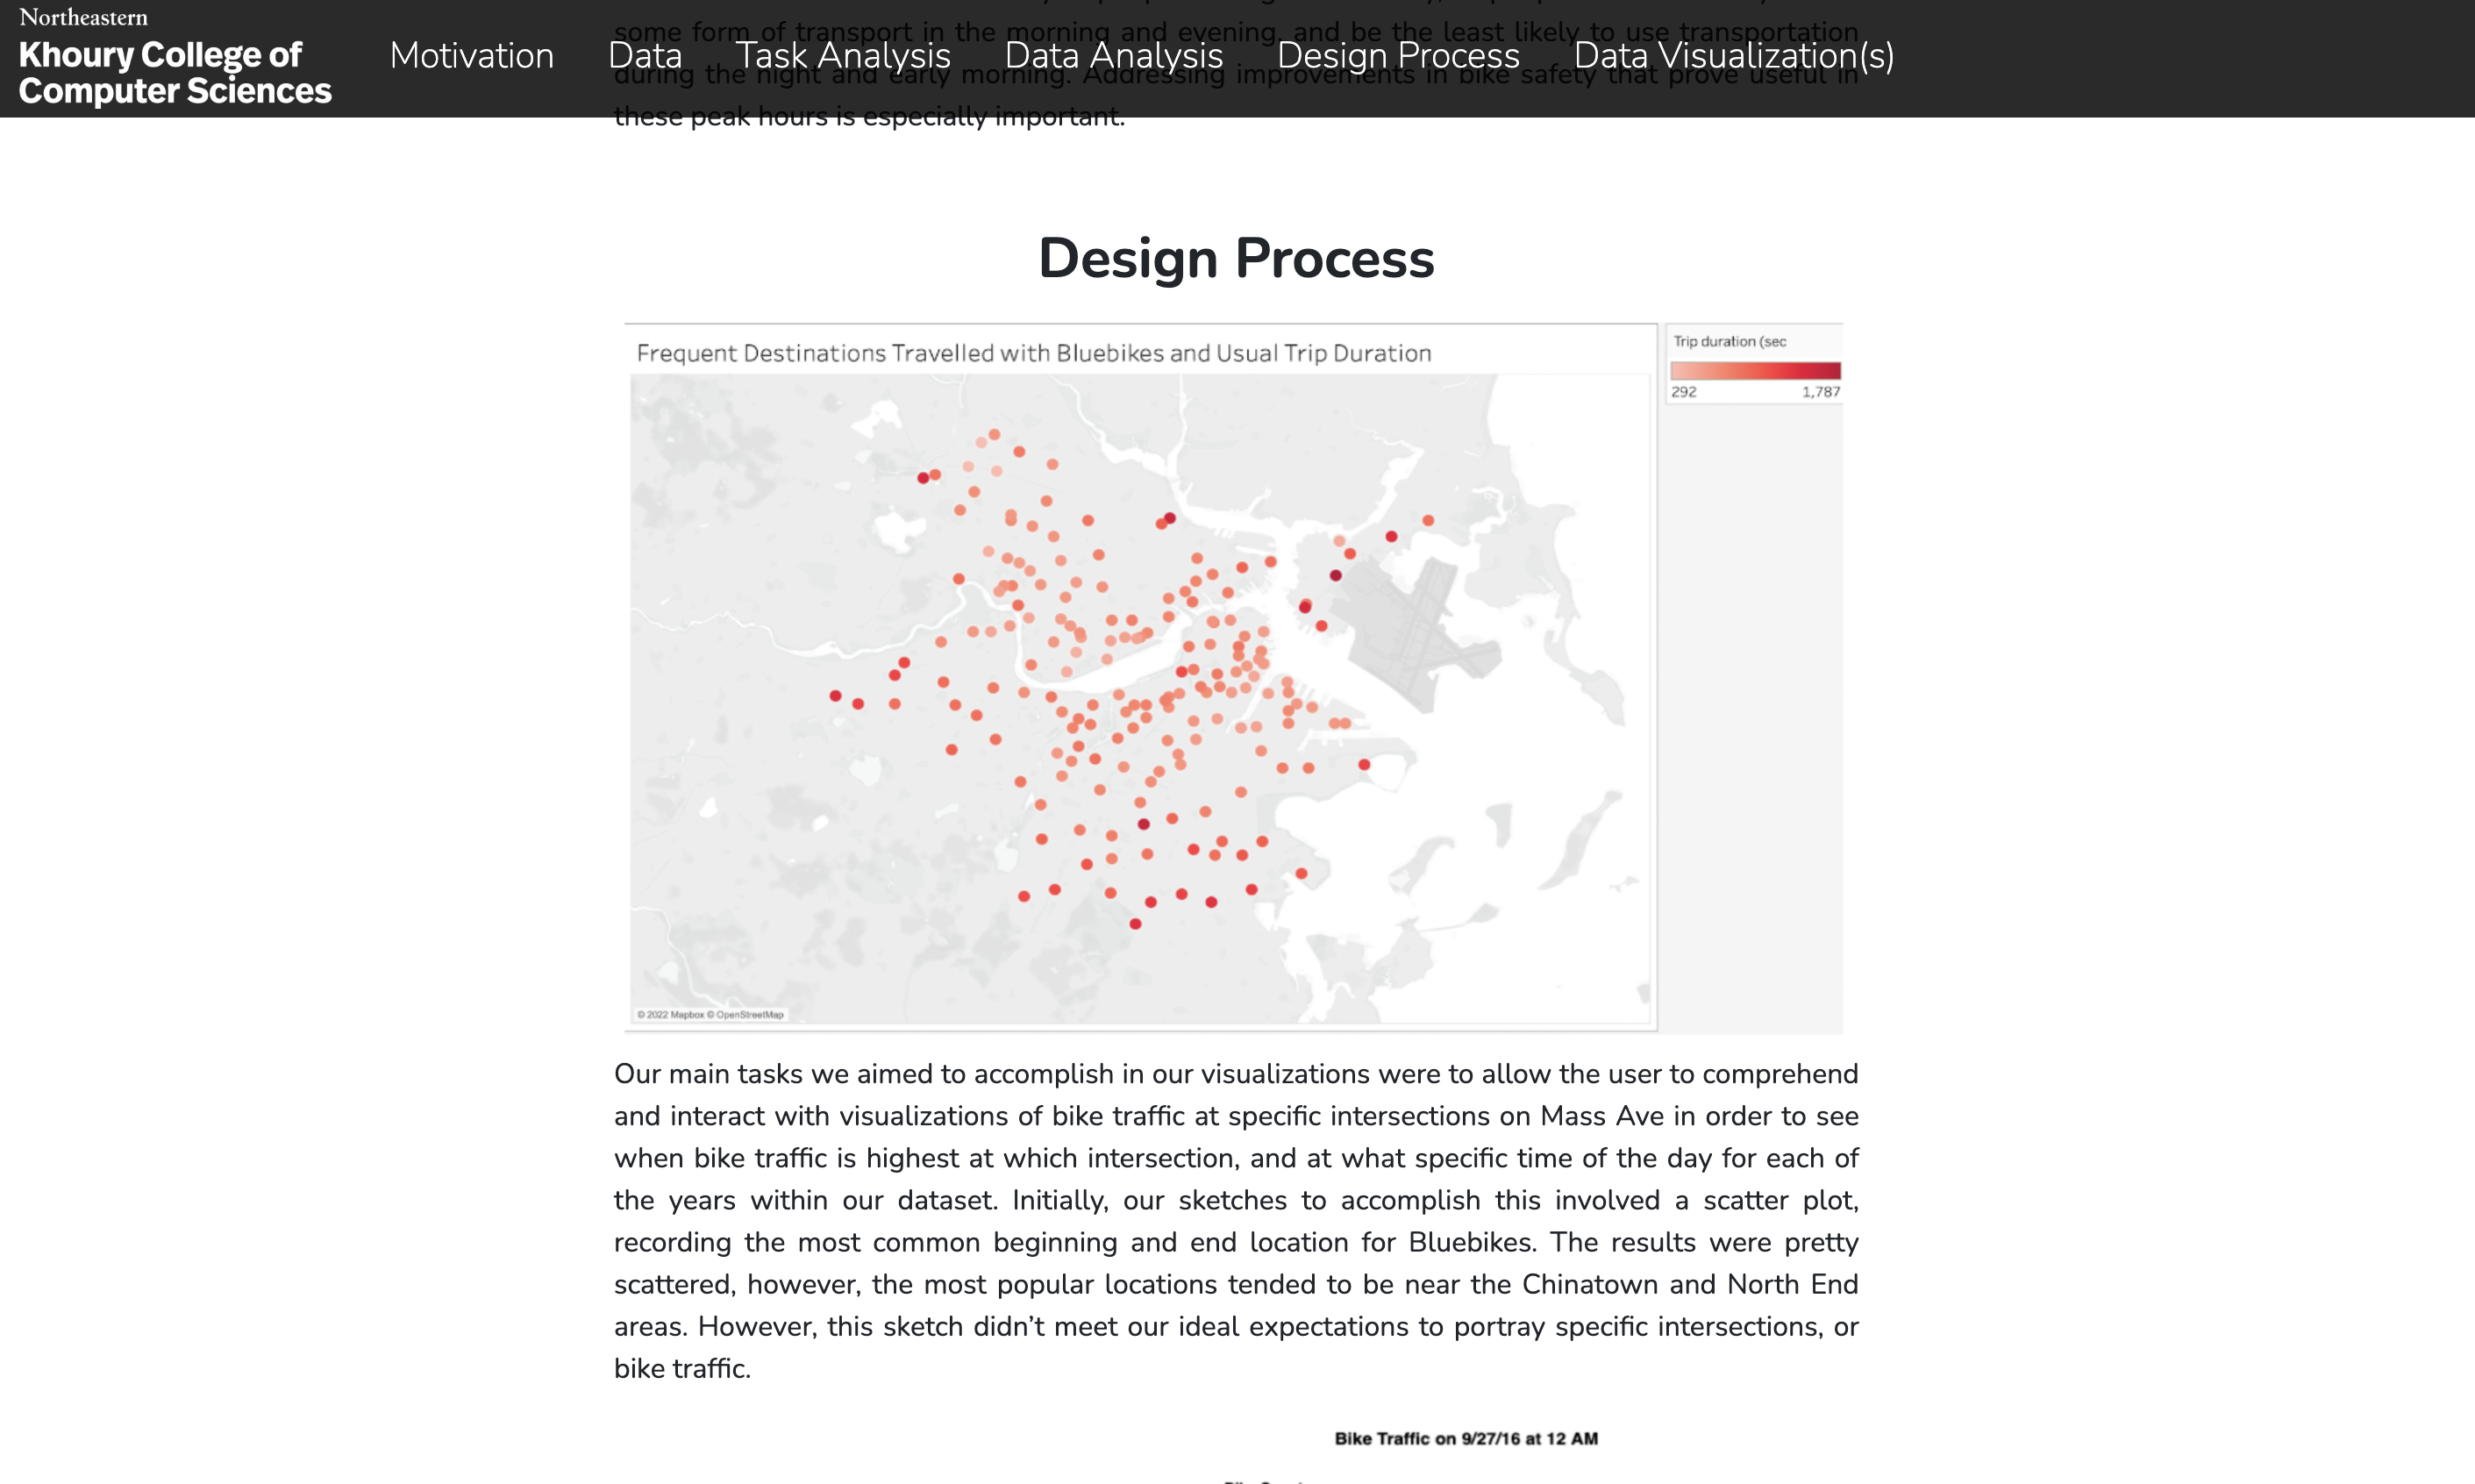 Northeastern
Khoury College of
Computer Sciences
Motivation
Data
Task Analysis
Data Analysis
Design Process
Data Visualization(s)
some form of transport in the morning and evening, and be the least likely to use transportation
during the night and early morning. Addressing improvements in bike safety that prove useful in
these peak hours is especially important.
Design Process
Frequent Destinations Travelled with Bluebikes and Usual Trip Duration
Trip duration (sec
292 1,787
© 2022 Mapbox © OpenStreetMap
Our main tasks we aimed to accomplish in our visualizations were to allow the user to comprehend
and interact with visualizations of bike traffic at specific intersections on Mass Ave in order to see
when bike traffic is highest at which intersection, and at what specific time of the day for each of
the years within our dataset. Initially, our sketches to accomplish this involved a scatter plot,
recording the most common beginning and end location for Bluebikes. The results were pretty
scattered, however, the most popular locations tended to be near the Chinatown and North End
areas. However, this sketch didn’t meet our ideal expectations to portray specific intersections, or
bike traffic.
Bike Traffic on 9/27/16 at 12 AM